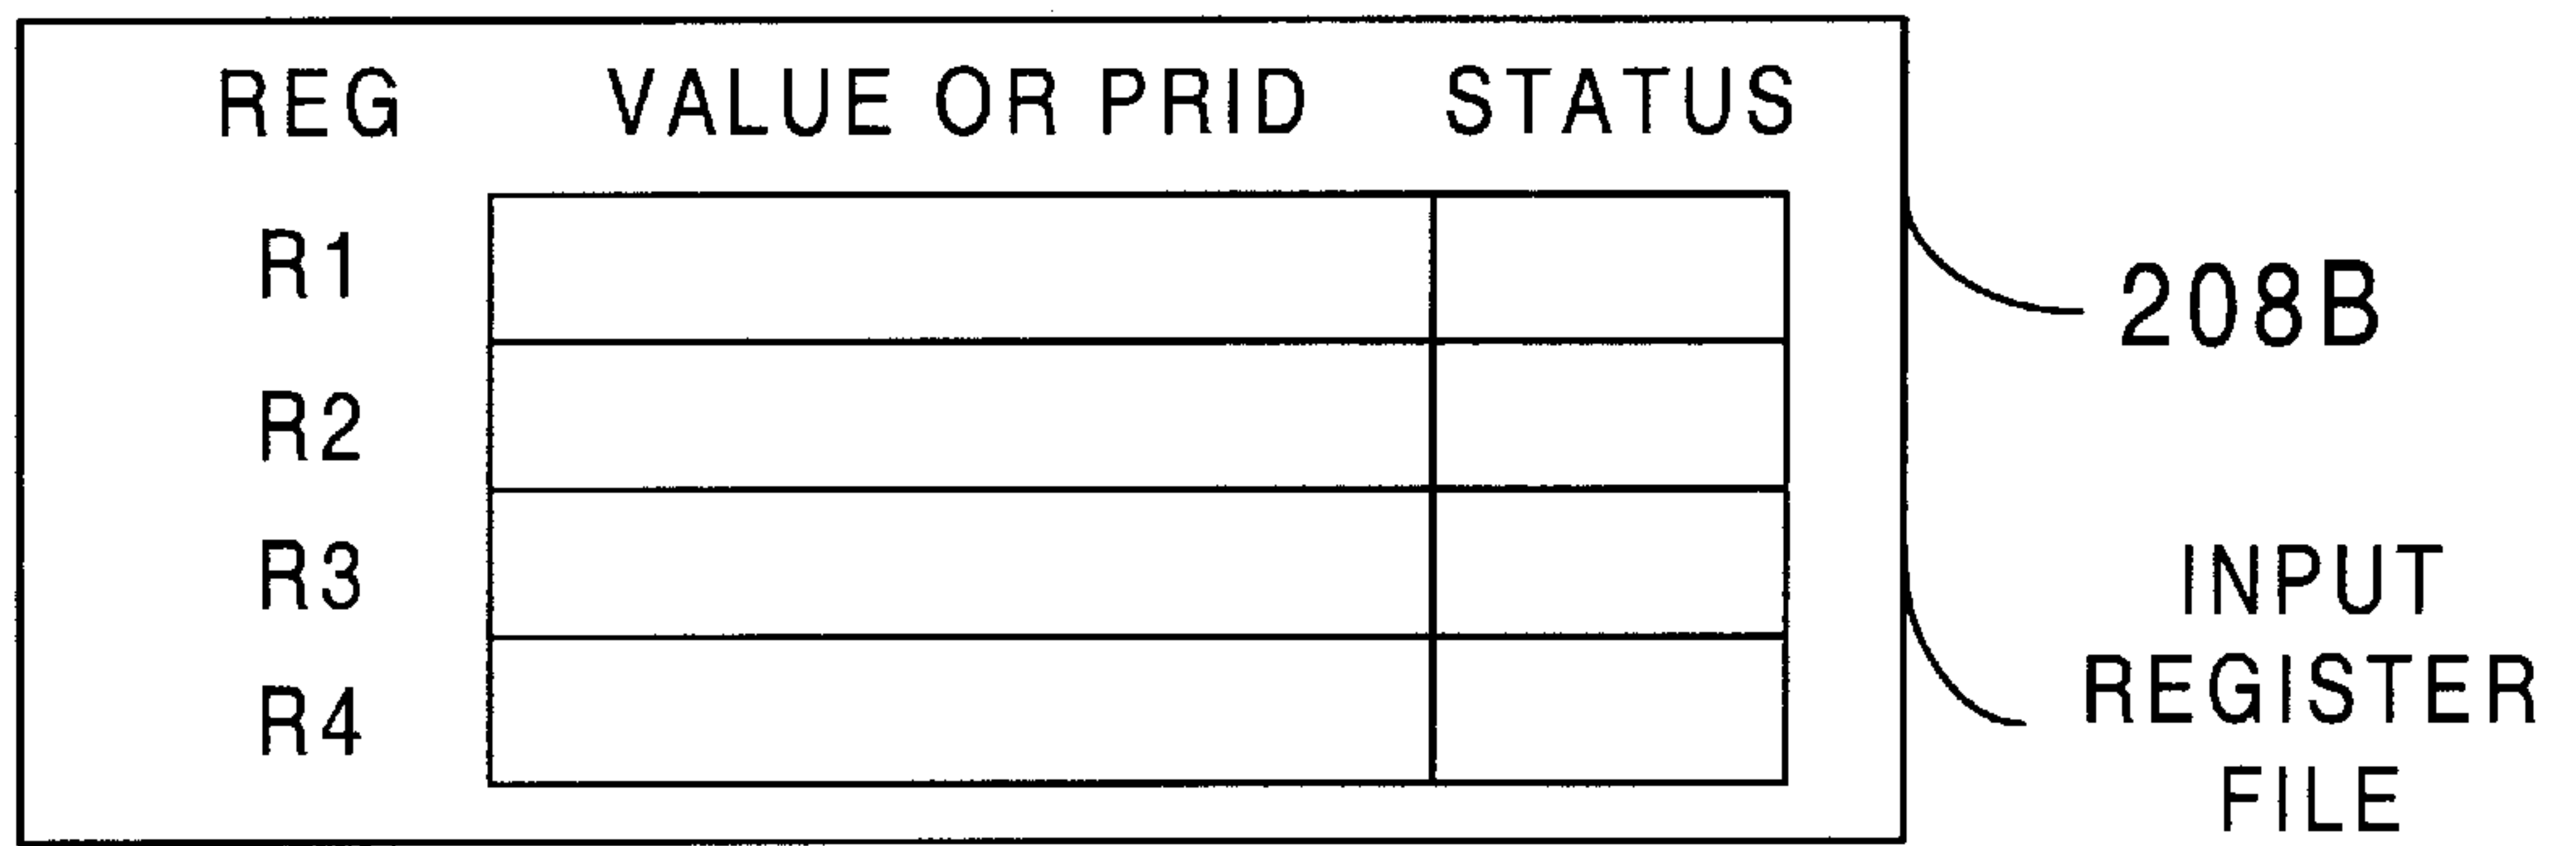 REG VALUE OR PRID STATUS
R1
208B
R2
R3
INPUT
REGISTER
R4
FILE